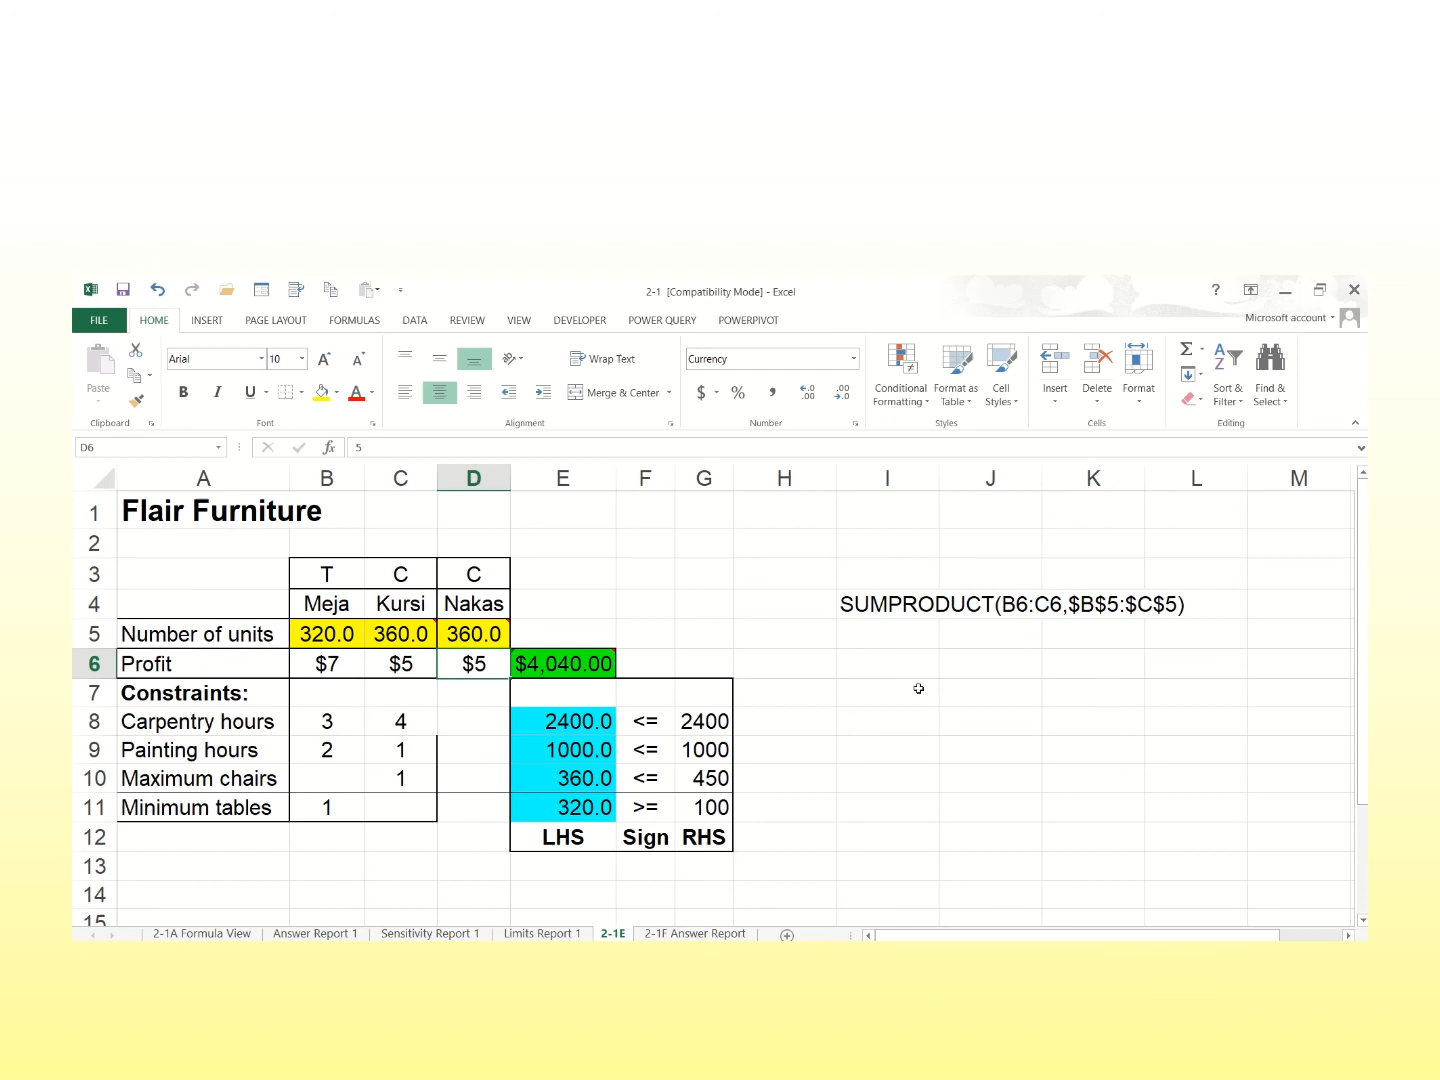 2-1 [Compatibility Mode] - Excel
?
FILE HOME INSERT PAGE LAYOUT FORMULAS DATA REVIEW VIEW DEVELOPER POWER QUERY POWERPIVOT Microsoft account
Paste
Clipboard
Arial 10
B I U A
Font
Wrap Text
Merge & Center
Alignment
Currency
$ % ,
Number
Conditional Formatting
Format as Table
Cell Styles
Styles
Insert Delete Format
Cells
Sort & Filter
Find & Select
Editing
D6 fx 5
A B C D E F G H I J K L M
1 Flair Furniture
2
3 T C C
4 Meja Kursi Nakas SUMPRODUCT(B6:C6,$B$5:$C$5)
5 Number of units 320.0 360.0 360.0
6 Profit $7 $5 $5 $4,040.00
7 Constraints:
8 Carpentry hours 3 4 2400.0 <= 2400
9 Painting hours 2 1 1000.0 <= 1000
10 Maximum chairs 1 360.0 <= 450
11 Minimum tables 1 320.0 >= 100
12 LHS Sign RHS
13
14
15
2-1A Formula View Answer Report 1 Sensitivity Report 1 Limits Report 1 2-1E 2-1F Answer Report